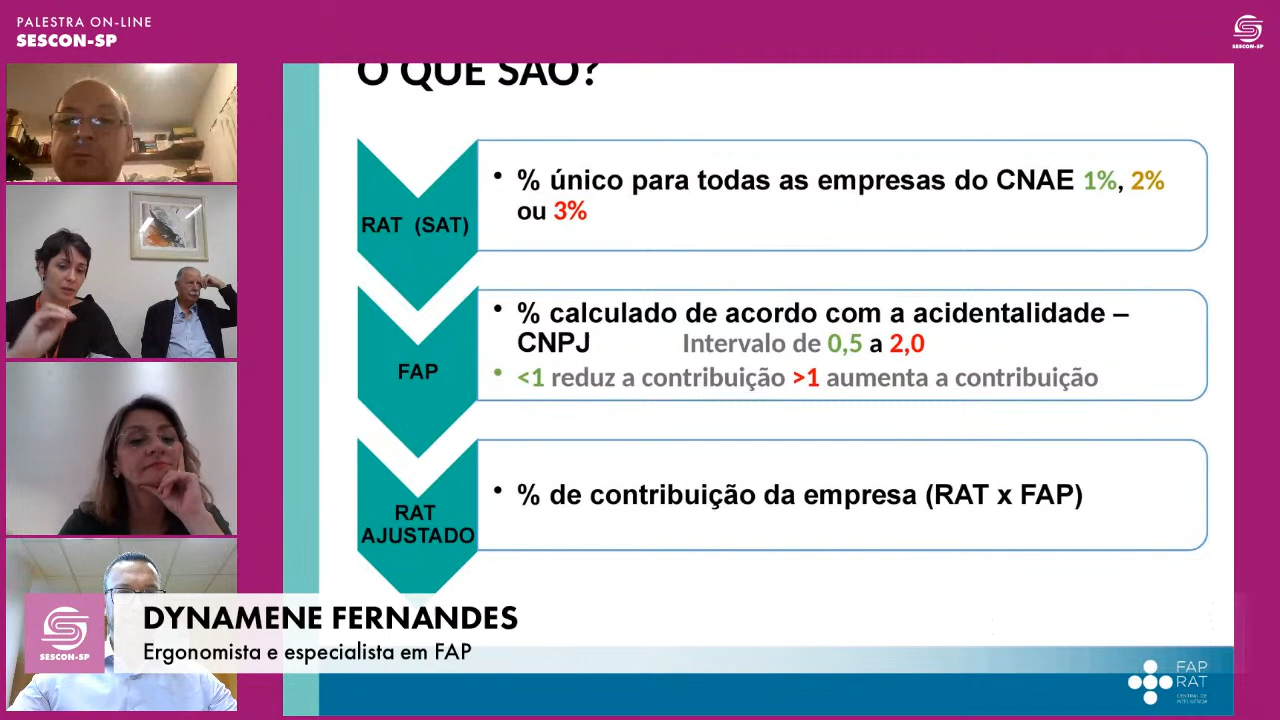 PALESTRA ON-LINE
SESCON-SP
SESCON-SP
O QUE SÃO?
RAT (SAT)
• % único para todas as empresas do CNAE 1%, 2%
ou 3%
FAP
• % calculado de acordo com a acidentalidade –
CNPJ Intervalo de 0,5 a 2,0
• <1 reduz a contribuição >1 aumenta a contribuição
RAT
AJUSTADO
• % de contribuição da empresa (RAT x FAP)
SESCON-SP
DYNAMENE FERNANDES
Ergonomista e especialista em FAP
FAP
RAT
CENTRAL DE
INTELIGÊNCIA